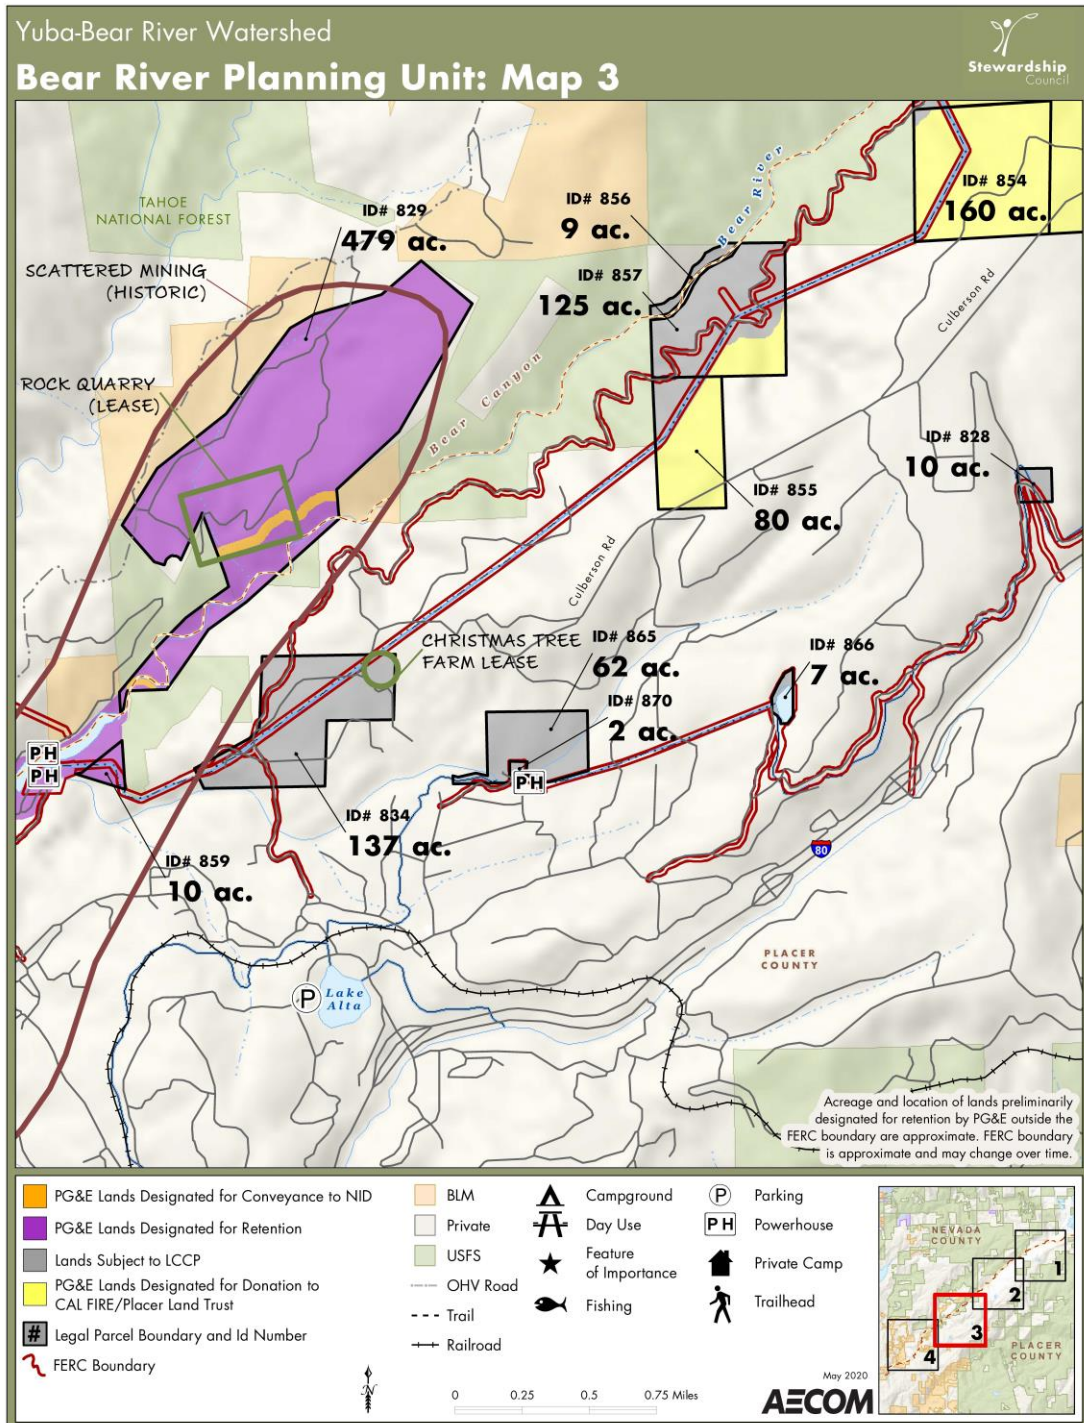 Yuba-Bear River Watershed
Bear River Planning Unit: Map 3
Stewardship
Council
TAHOE
NATIONAL FOREST
ID# 829
479 ac.
ID# 856
9 ac.
ID# 857
125 ac.
Bear River
ID# 854
160 ac.
SCATTERED MINING
(HISTORIC)
Culberson Rd
ROCK QUARRY
(LEASE)
Bear Canyon
ID# 828
10 ac.
ID# 855
80 ac.
Culberson Rd
CHRISTMAS TREE
FARM LEASE
ID# 865
62 ac.
ID# 866
7 ac.
ID# 870
2 ac.
PH
PH
PH
ID# 834
137 ac.
ID# 859
10 ac.
80
PLACER
COUNTY
P
Lake
Alta
Acreage and location of lands preliminarily
designated for retention by PG&E outside the
FERC boundary are approximate. FERC boundary
is approximate and may change over time.
PG&E Lands Designated for Conveyance to NID
PG&E Lands Designated for Retention
Lands Subject to LCCP
PG&E Lands Designated for Donation to
CAL FIRE/Placer Land Trust
# Legal Parcel Boundary and Id Number
FERC Boundary
BLM
Private
USFS
OHV Road
Trail
Railroad
Campground
Day Use
Feature
of Importance
Fishing
P Parking
PH Powerhouse
Private Camp
Trailhead
N
0 0.25 0.5 0.75 Miles
May 2020
AECOM
NEVADA
COUNTY
1
2
3
4
PLACER
COUNTY